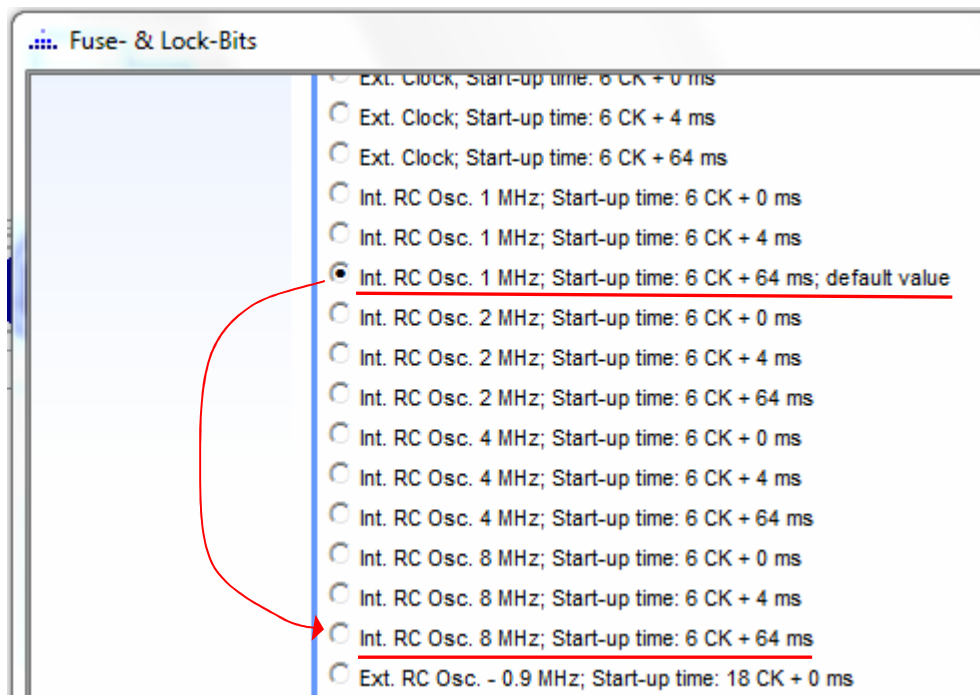 Fuse- & Lock-Bits
Ext. Clock; Start-up time: 6 CK + 0 ms
Ext. Clock; Start-up time: 6 CK + 4 ms
Ext. Clock; Start-up time: 6 CK + 64 ms
Int. RC Osc. 1 MHz; Start-up time: 6 CK + 0 ms
Int. RC Osc. 1 MHz; Start-up time: 6 CK + 4 ms
Int. RC Osc. 1 MHz; Start-up time: 6 CK + 64 ms; default value
Int. RC Osc. 2 MHz; Start-up time: 6 CK + 0 ms
Int. RC Osc. 2 MHz; Start-up time: 6 CK + 4 ms
Int. RC Osc. 2 MHz; Start-up time: 6 CK + 64 ms
Int. RC Osc. 4 MHz; Start-up time: 6 CK + 0 ms
Int. RC Osc. 4 MHz; Start-up time: 6 CK + 4 ms
Int. RC Osc. 4 MHz; Start-up time: 6 CK + 64 ms
Int. RC Osc. 8 MHz; Start-up time: 6 CK + 0 ms
Int. RC Osc. 8 MHz; Start-up time: 6 CK + 4 ms
Int. RC Osc. 8 MHz; Start-up time: 6 CK + 64 ms
Ext. RC Osc. - 0.9 MHz; Start-up time: 18 CK + 0 ms